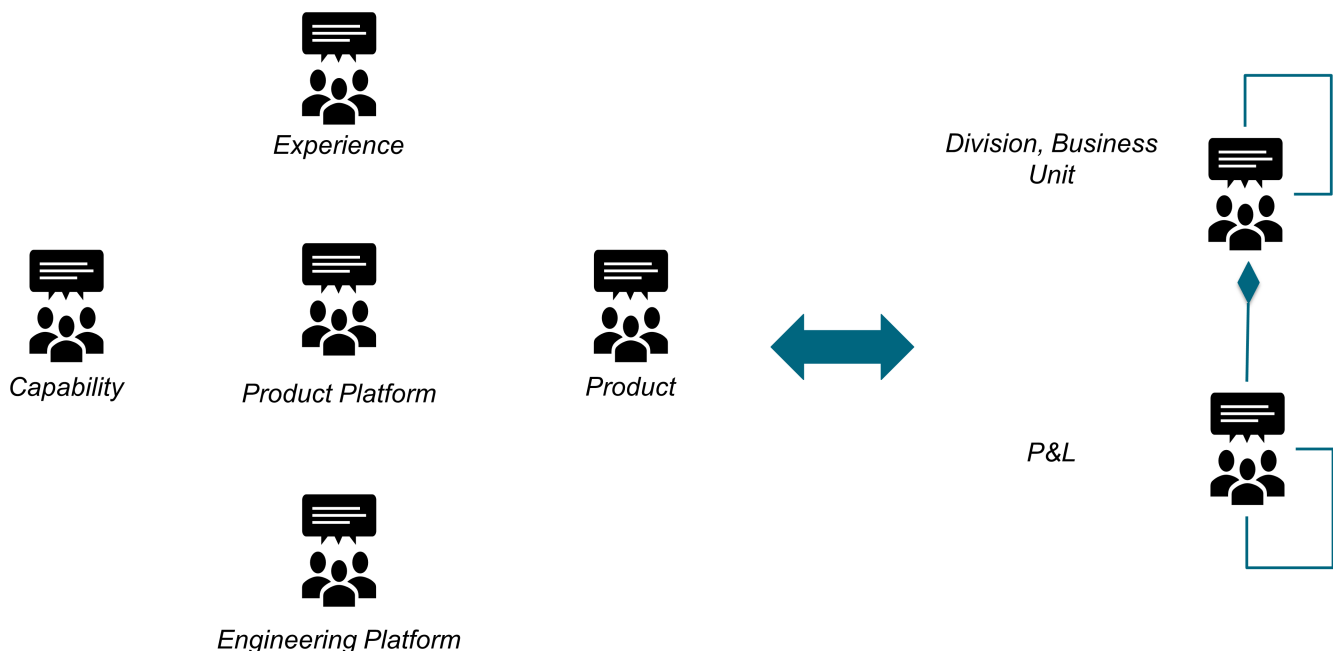 Experience
Division, Business
Unit
Capability
Product Platform
Product
P&L
Engineering Platform